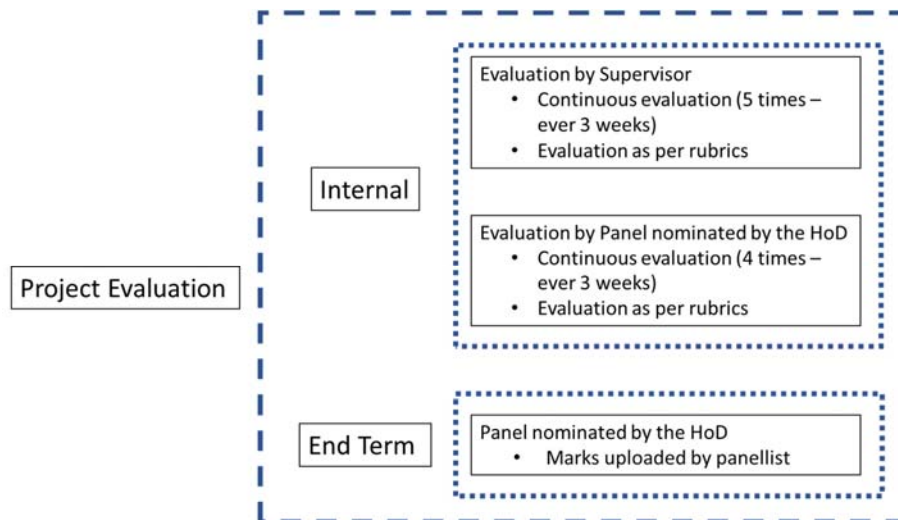 Project Evaluation
Internal
Evaluation by Supervisor
• Continuous evaluation (5 times –
ever 3 weeks)
• Evaluation as per rubrics
Evaluation by Panel nominated by the HoD
• Continuous evaluation (4 times –
ever 3 weeks)
• Evaluation as per rubrics
End Term
Panel nominated by the HoD
• Marks uploaded by panellist